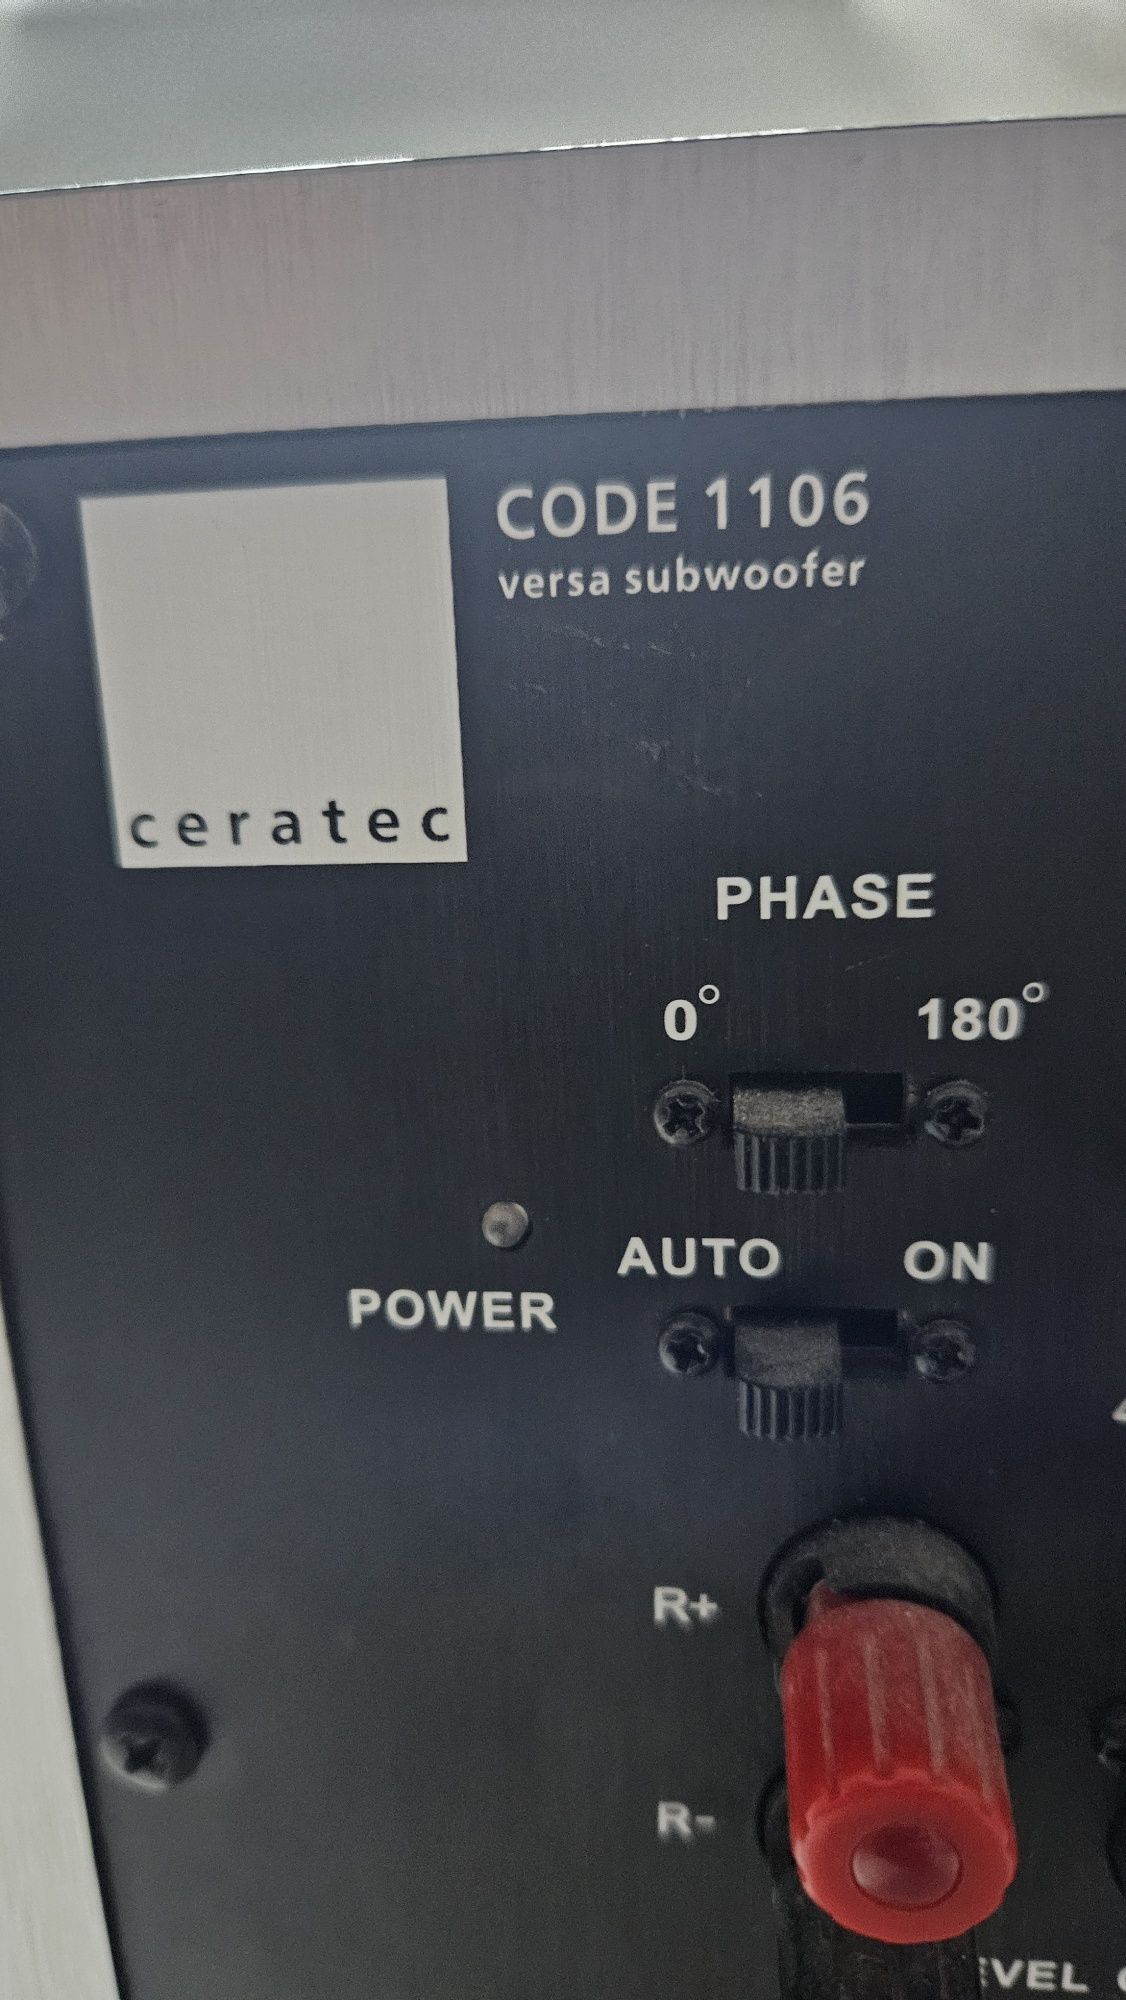 CODE 1106
versa subwoofer
ceratec
PHASE
0° 180°
AUTO ON
POWER
R+
R-